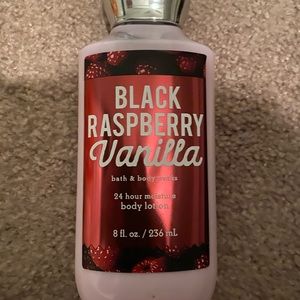 BLACK
RASPBERRY
Vanilla
bath & body works
24 hour moisture
body lotion
8 fl. oz. / 236 mL